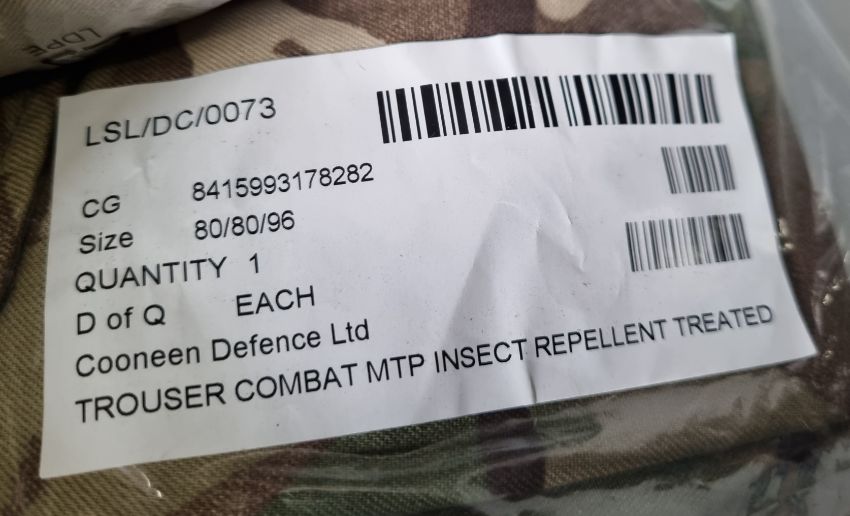 LDPE
LSL/DC/0073
CG 8415993178282
Size 80/80/96
QUANTITY 1
D of Q EACH
Cooneen Defence Ltd
TROUSER COMBAT MTP INSECT REPELLENT TREATED